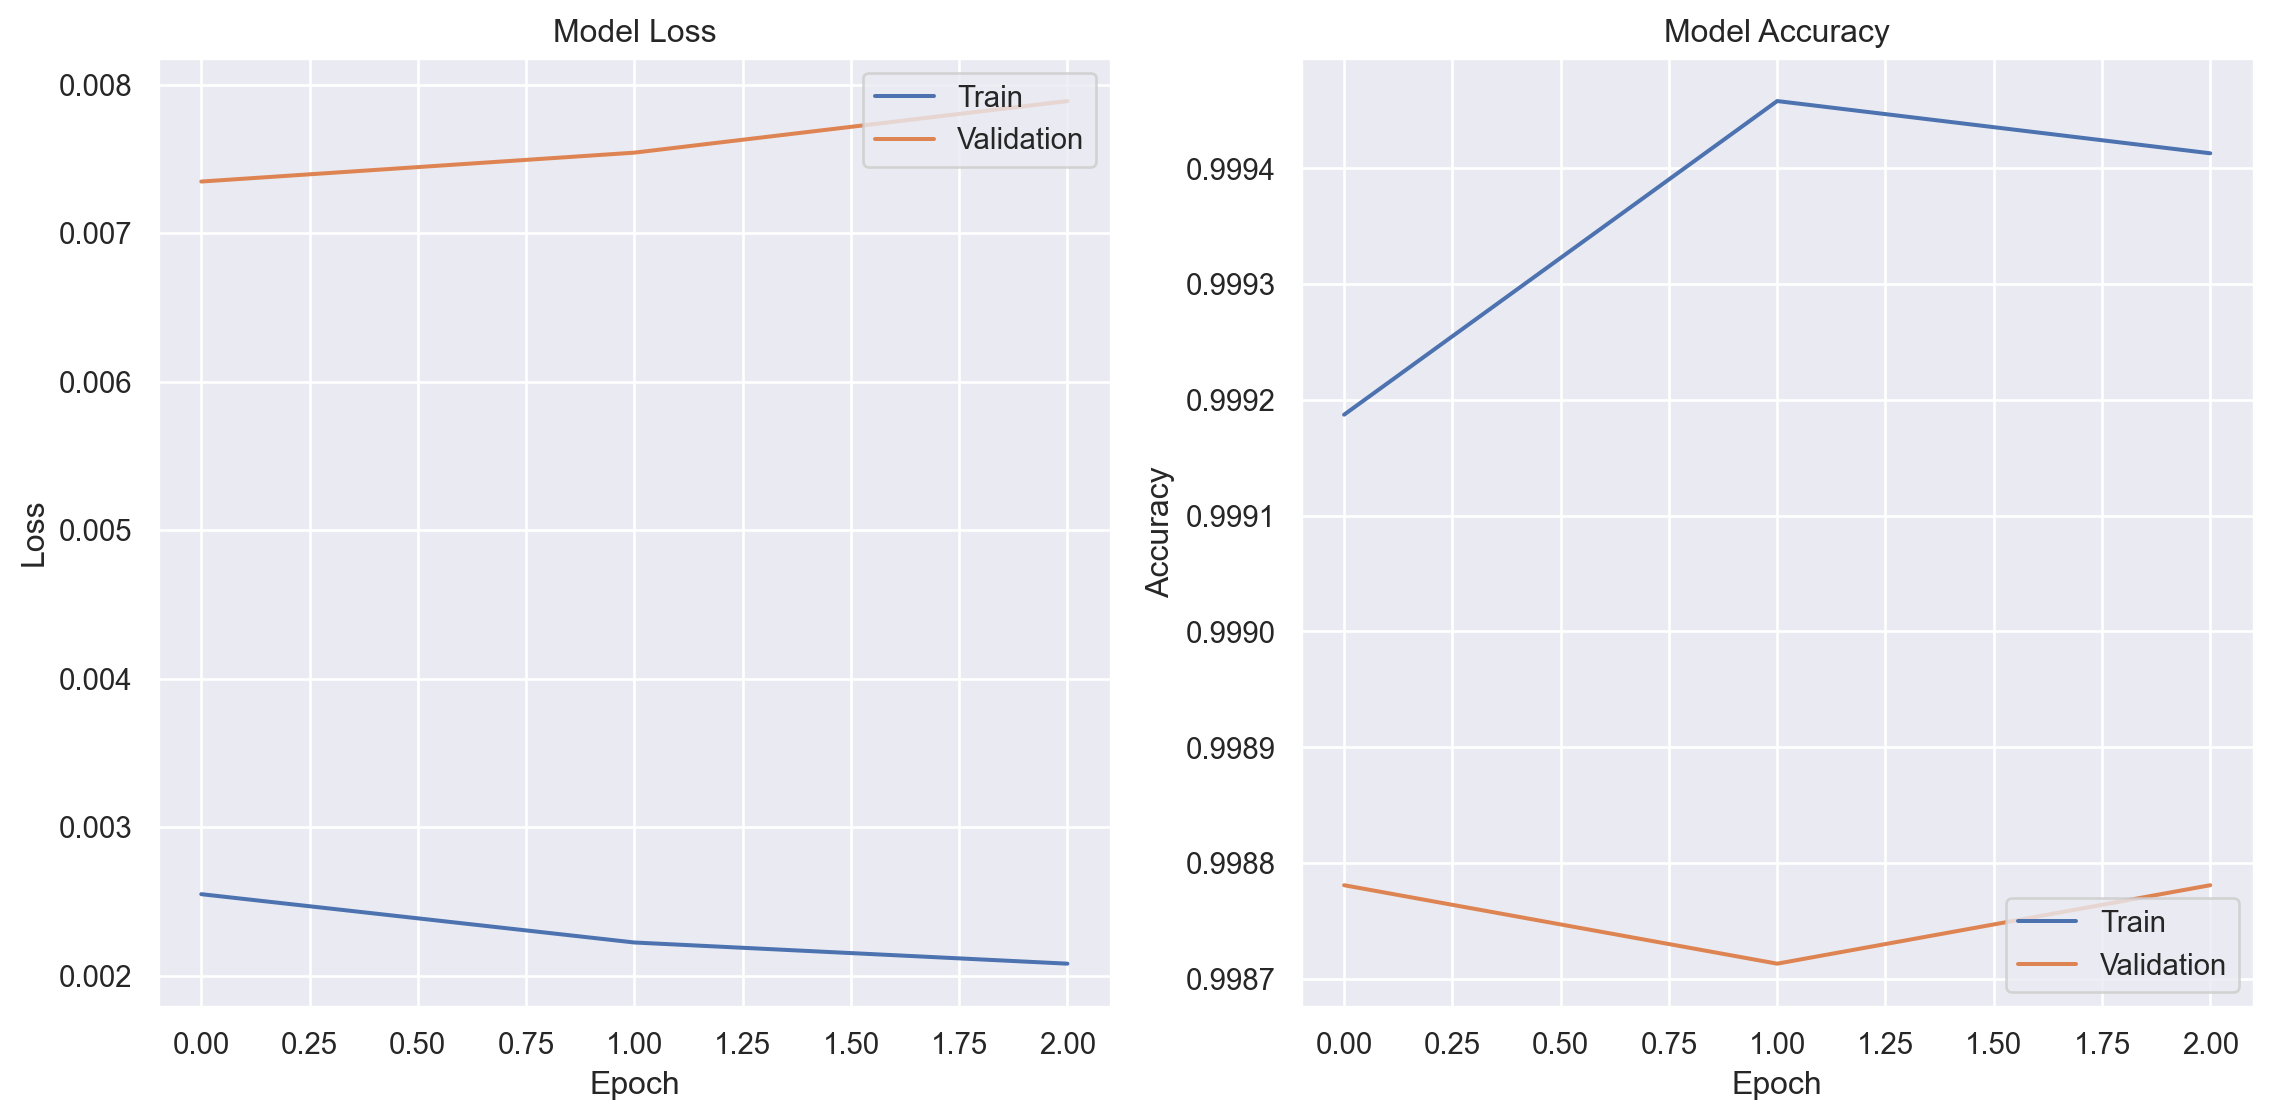 Model Loss
0.008
0.007
0.006
0.005
0.004
0.003
0.002
Loss
0.00 0.25 0.50 0.75 1.00 1.25 1.50 1.75 2.00
Epoch
Train
Validation
Model Accuracy
0.9994
0.9993
0.9992
0.9991
0.9990
0.9989
0.9988
0.9987
Accuracy
0.00 0.25 0.50 0.75 1.00 1.25 1.50 1.75 2.00
Epoch
Train
Validation